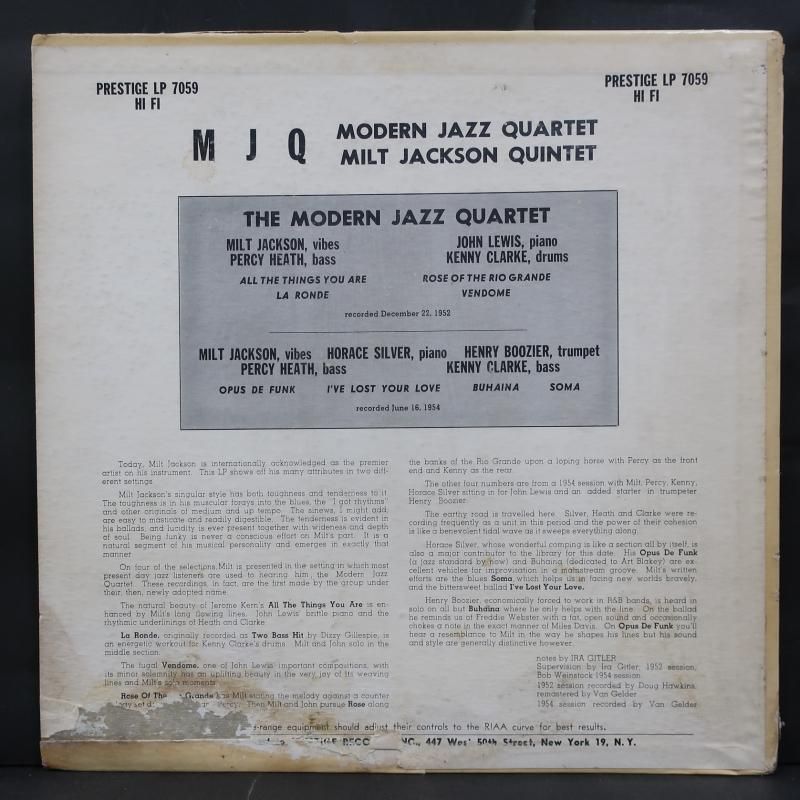 PRESTIGE LP 7059
HI FI
PRESTIGE LP 7059
HI FI
M J Q
MODERN JAZZ QUARTET
MILT JACKSON QUINTET
THE MODERN JAZZ QUARTET
MILT JACKSON, vibes
PERCY HEATH, bass
JOHN LEWIS, piano
KENNY CLARKE, drums
ALL THE THINGS YOU ARE
LA RONDE
ROSE OF THE RIO GRANDE
VENDOME
recorded December 22, 1952
MILT JACKSON, vibes HORACE SILVER, piano HENRY BOOZIER, trumpet
PERCY HEATH, bass KENNY CLARKE, bass
OPUS DE FUNK I'VE LOST YOUR LOVE BUHAINA SOMA
recorded June 16, 1954
Today, Milt Jackson is internationally acknowledged as the premier
artist on his instrument. This LP shows off his many attributes in two dif-
ferent settings.
Milt Jackson's singular style has both toughness and tenderness to it.
The toughness is in his muscular forays into the blues, the "I got rhythms"
and other originals of medium and up tempo. The sinews, I might add,
are easy to masticate and readily digestible. The tenderness is evident in
his ballads, and lucidity is ever present together with wideness and depth
of soul. Being funky is never a conscious effort on Milt's part. It is a
natural segment of his musical personality and emerges in exactly that
manner.
On four of the selections, Milt is presented in the setting in which most
present day jazz listeners are used to hearing him, the Modern Jazz
Quartet. These recordings, in fact, are the first made by the group under
their, then, newly adopted name.
The natural beauty of Jerome Kern's All The Things You Are is en-
hanced by Milt's long flowing lines. John Lewis' brittle piano and the
rhythmic underlinings of Heath and Clarke.
La Ronde, originally recorded as Two Bass Hit by Dizzy Gillespie, is
an energetic workout for Kenny Clarke's drums. Milt and John solo in the
middle section.
The fugal Vendome, one of John Lewis' important compositions, with
its minor solemnity has an uplifting beauty in the very joy of its weaving
lines and Milt's solo moments.
Rose Of The Grande has Milt stating the melody against a counter
Percy. Then Milt and John pursue Rose along
the banks of the Rio Grande upon a loping horse with Percy as the front
end and Kenny as the rear.
The other four numbers are from a 1954 session with Milt, Percy, Kenny,
Horace Silver sitting in for John Lewis and an added starter in trumpeter
Henry Boozier.
The earthy road is travelled here. Silver, Heath and Clarke were re-
cording frequently as a unit in this period and the power of their cohesion
is like a benevolent tidal wave as it sweeps everything along.
Horace Silver, whose wonderful comping is like a section all by itself, is
also a major contributor to the library for this date. His Opus De Funk
(a jazz standard by now) and Buhaina (dedicated to Art Blakey) are ex-
cellent vehicles for improvisation in a mainstream groove. Milt's written
efforts are the blues Soma, which helps us in facing new worlds bravely,
and the bittersweet ballad I've Lost Your Love.
Henry Boozier, economically forced to work in R&B bands, is heard in
solo on all but Buhaina where he only helps with the line. On the ballad
he reminds us of Freddie Webster with a fat, open sound and occasionally
chokes a note in the exact manner of Miles Davis. On Opus De Funk you'll
hear a resemblance to Milt in the way he shapes his lines but his sound
and style are generally distinctive however.
notes by IRA GITLER
Supervision by Ira Gitler, 1952 session,
Bob Weinstock 1954 session
1952 session recorded by Doug Hawkins,
remastered by Van Gelder
1954 session recorded by Van Gelder
-range equipment should adjust their controls to the RIAA curve for best results.
447 West 50th Street, New York 19, N.Y.